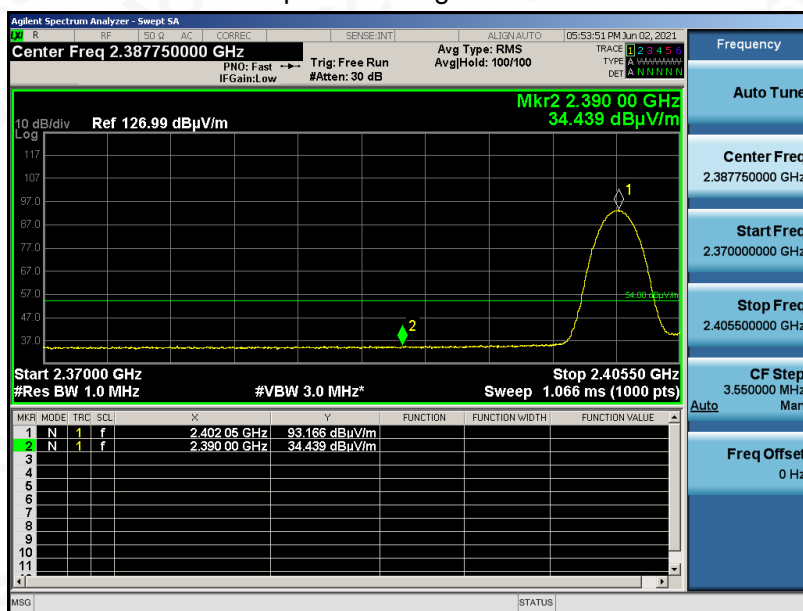 Agilent Spectrum Analyzer - Swept SA
LXI R RF 50 Ω AC CORREC SENSE:INT ALIGN AUTO 05:53:51 PM Jun 02, 2021
Center Freq 2.387750000 GHz
PNO: Fast
IFGain:Low
Trig: Free Run
#Atten: 30 dB
Avg Type: RMS
Avg|Hold: 100/100
TRACE 1 2 3 4 5 6
TYPE A WWWWW
DET A N N N N N
Mkr2 2.390 00 GHz
34.439 dBµV/m
10 dB/div Ref 126.99 dBµV/m
Log
117
107
97.0
87.0
77.0
67.0
57.0
47.0
37.0
1
2
54.00 dBµV/m
Start 2.37000 GHz Stop 2.40550 GHz
#Res BW 1.0 MHz #VBW 3.0 MHz* Sweep 1.066 ms (1000 pts)
MKR MODE TRC SCL X Y FUNCTION FUNCTION WIDTH FUNCTION VALUE
1 N 1 f 2.402 05 GHz 93.166 dBuV/m
2 N 1 f 2.390 00 GHz 34.439 dBuV/m
3
4
5
6
7
8
9
10
11
MSG STATUS
Frequency
Auto Tune
Center Freq
2.387750000 GHz
Start Freq
2.370000000 GHz
Stop Freq
2.405500000 GHz
CF Step
3.550000 MHz
Auto Man
Freq Offset
0 Hz